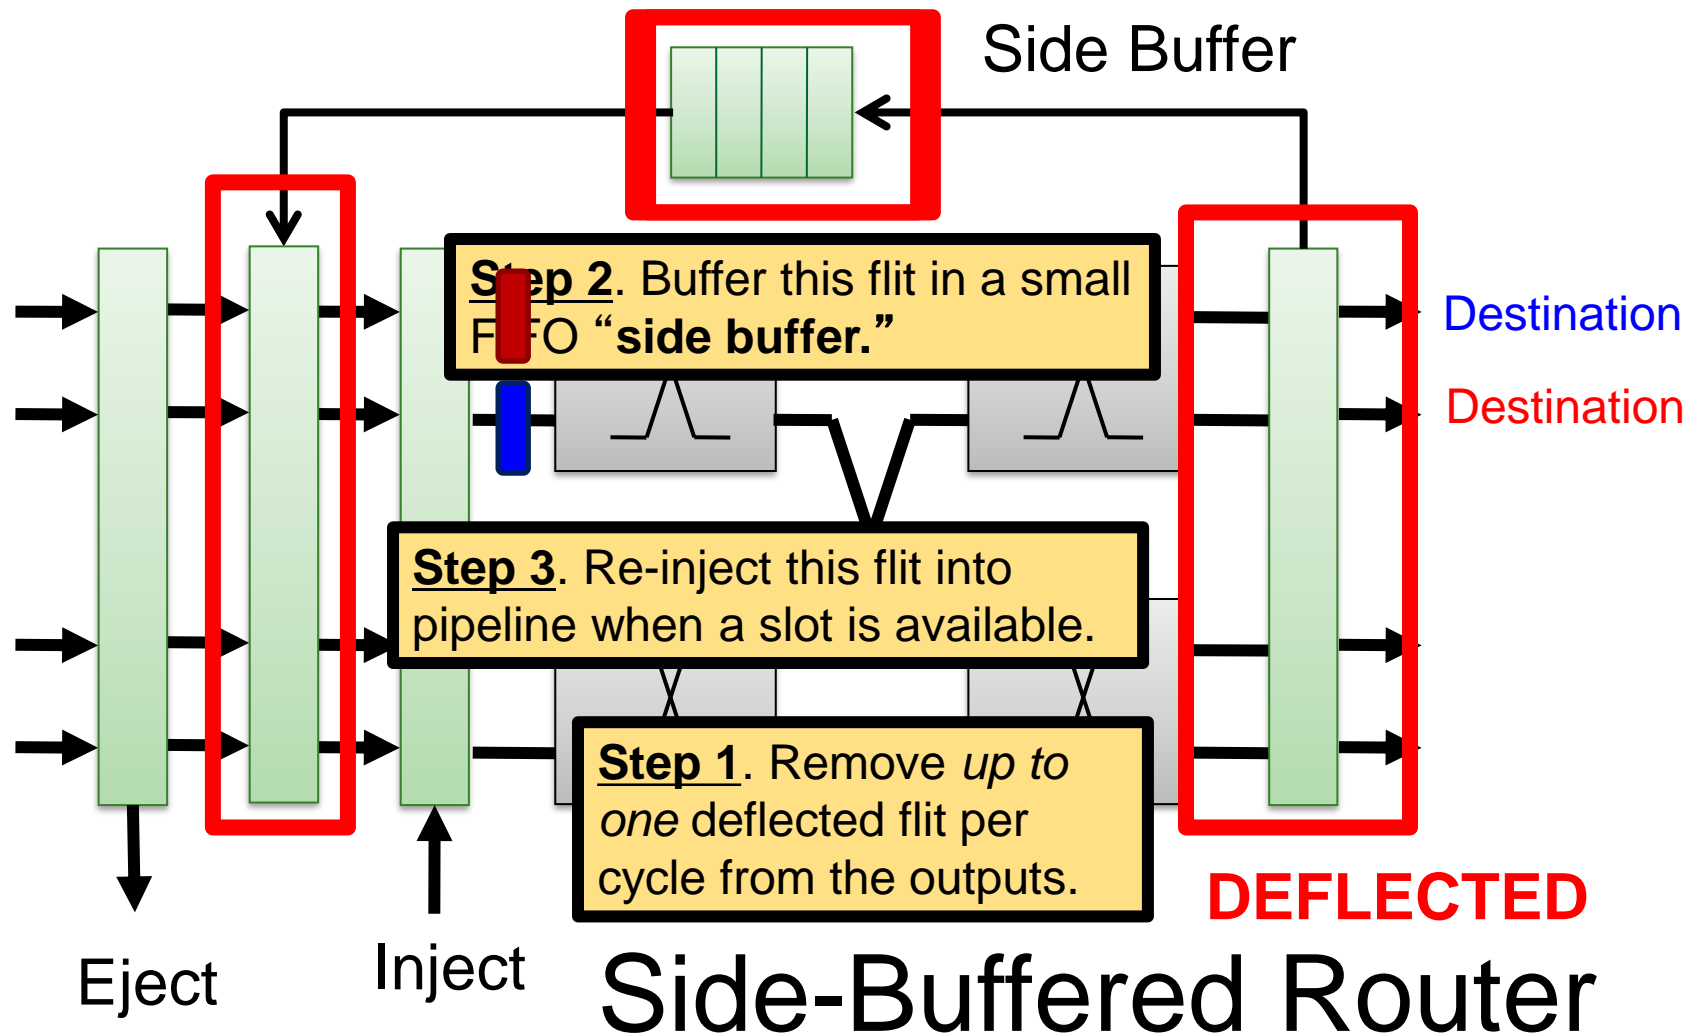 Side Buffer
Step 2. Buffer this flit in a small
FIFO “side buffer.”
Destination
Destination
Step 3. Re-inject this flit into
pipeline when a slot is available.
Step 1. Remove up to
one deflected flit per
cycle from the outputs.
DEFLECTED
Eject
Inject
Side-Buffered Router